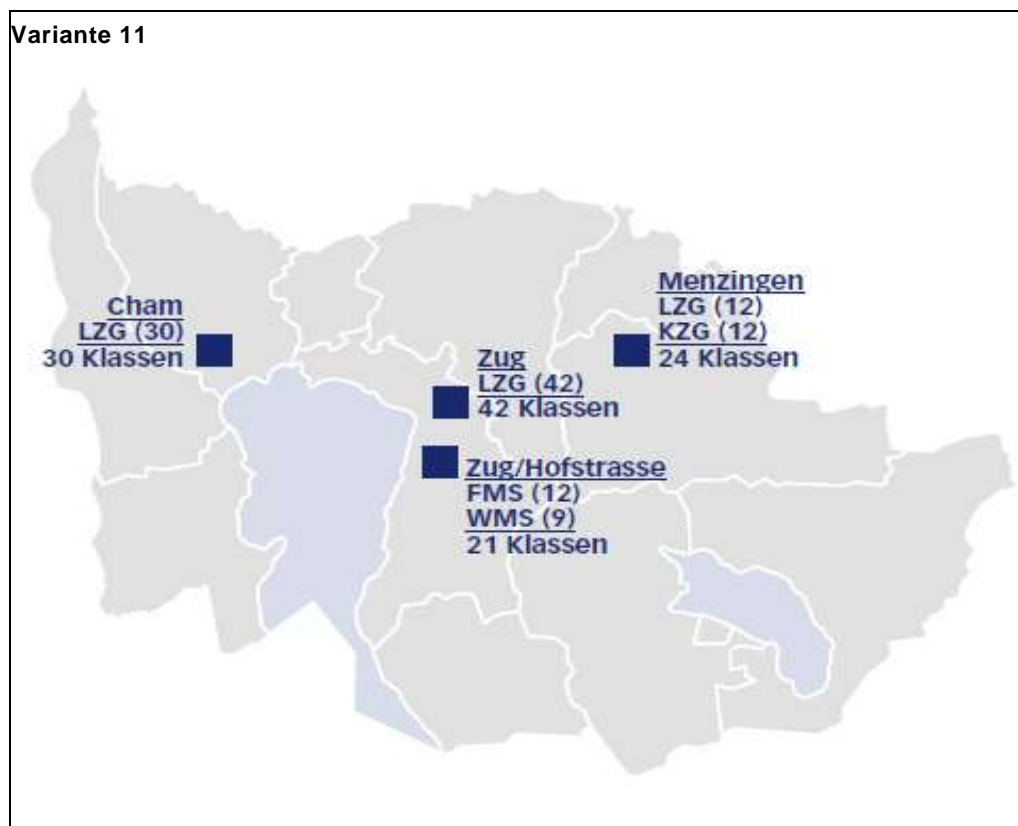 Variante 11
Cham
LZG (30)
30 Klassen
Zug
LZG (42)
42 Klassen
Menzingen
LZG (12)
KZG (12)
24 Klassen
Zug/Hofstrasse
FMS (12)
WMS (9)
21 Klassen